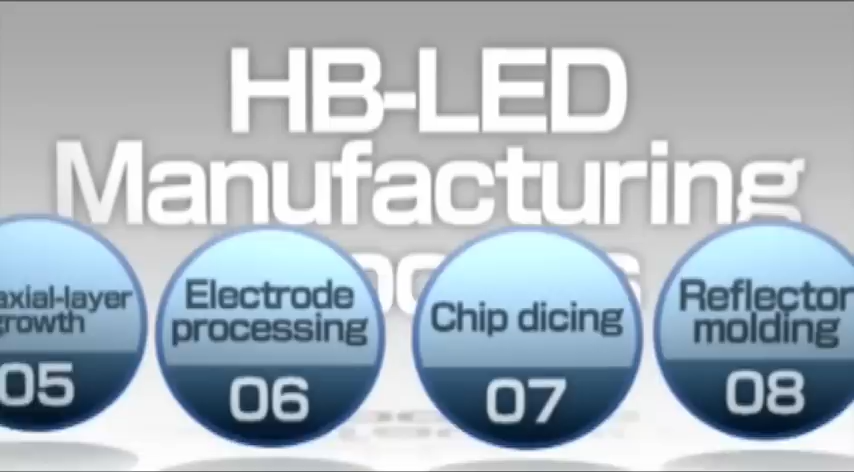 HB-LED
Manufacturing
axial-layer
growth
05
Electrode
processing
06
Chip dicing
07
Reflector
molding
08